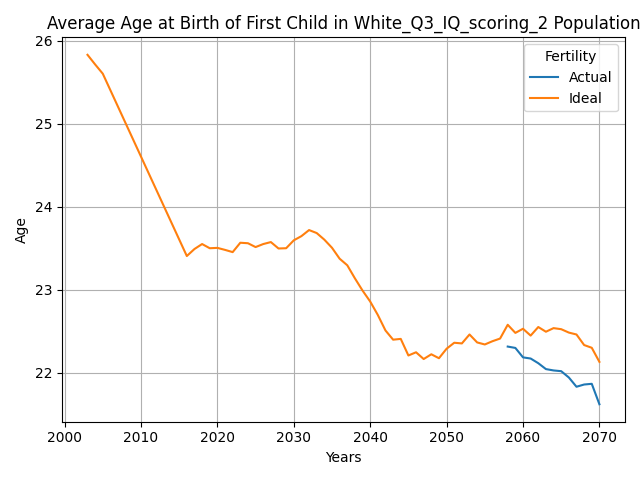 Average Age at Birth of First Child in White_Q3_IQ_scoring_2 Population
Fertility
Actual
Ideal
Age
26
25
24
23
22
2000 2010 2020 2030 2040 2050 2060 2070
Years